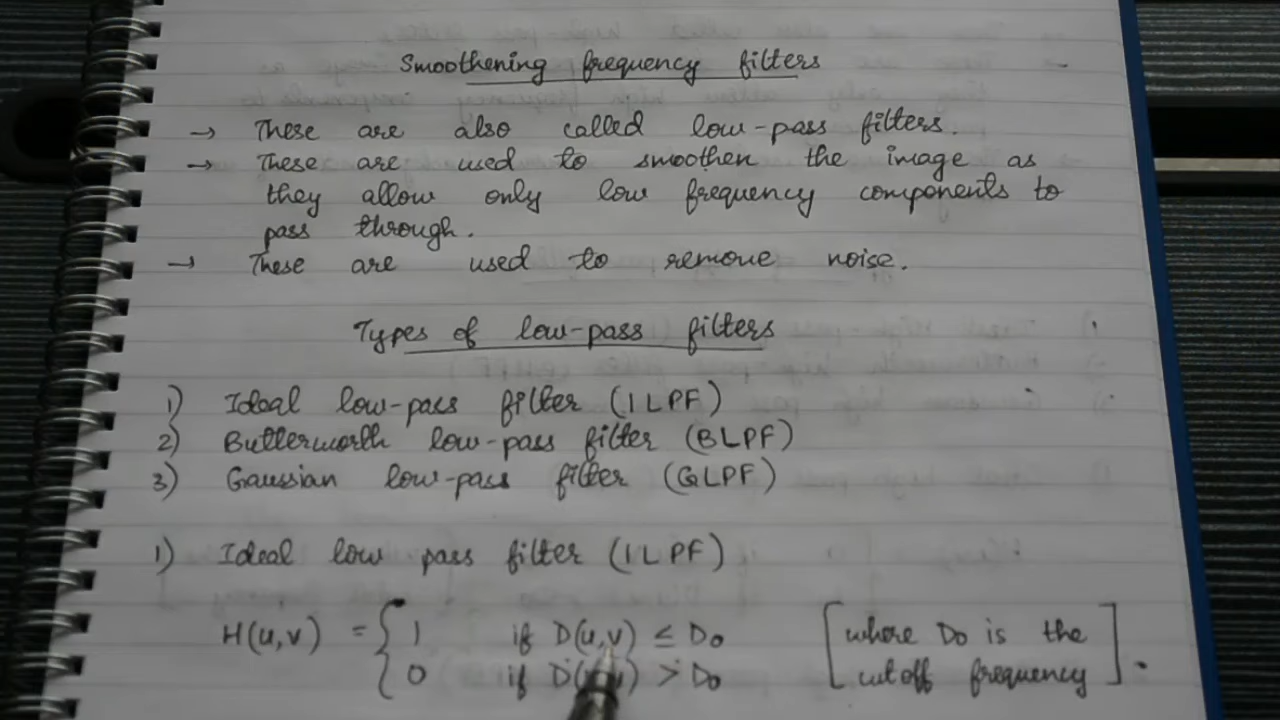 Smoothening frequency filters
→ These are also called low-pass filters.
→ These are used to smoothen the image as
they allow only low frequency components to
pass through.
→ These are used to remove noise.
Types of low-pass filters
1) Ideal low-pass filter (ILPF)
2) Butterworth low-pass filter (BLPF)
3) Gaussian low-pass filter (GLPF)
1) Ideal low pass filter (ILPF)
H(u,v) = { 1 if D(u,v) ≤ D₀ [where D₀ is the
0 if D(u,v) > D₀ cutoff frequency].